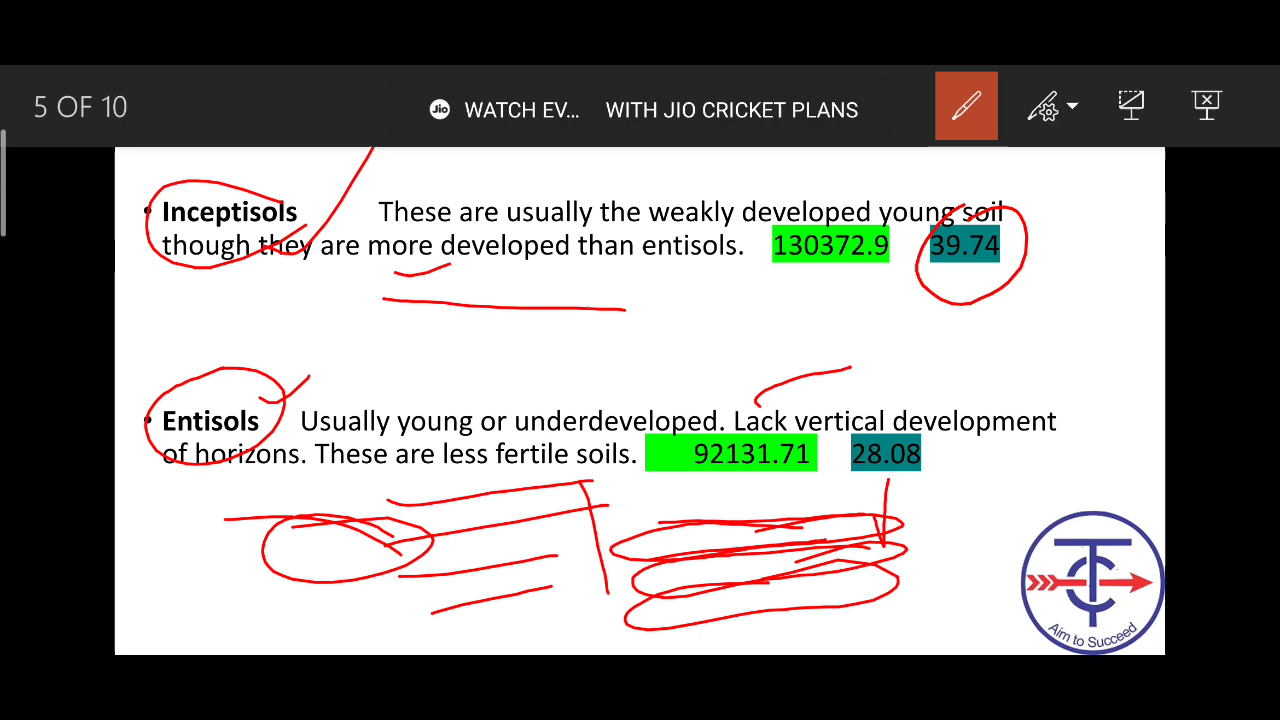 5 OF 10
Jio WATCH EV... WITH JIO CRICKET PLANS
• Inceptisols These are usually the weakly developed young soil
though they are more developed than entisols. 130372.9 39.74
• Entisols Usually young or underdeveloped. Lack vertical development
of horizons. These are less fertile soils. 92131.71 28.08
TCS
Aim to Succeed